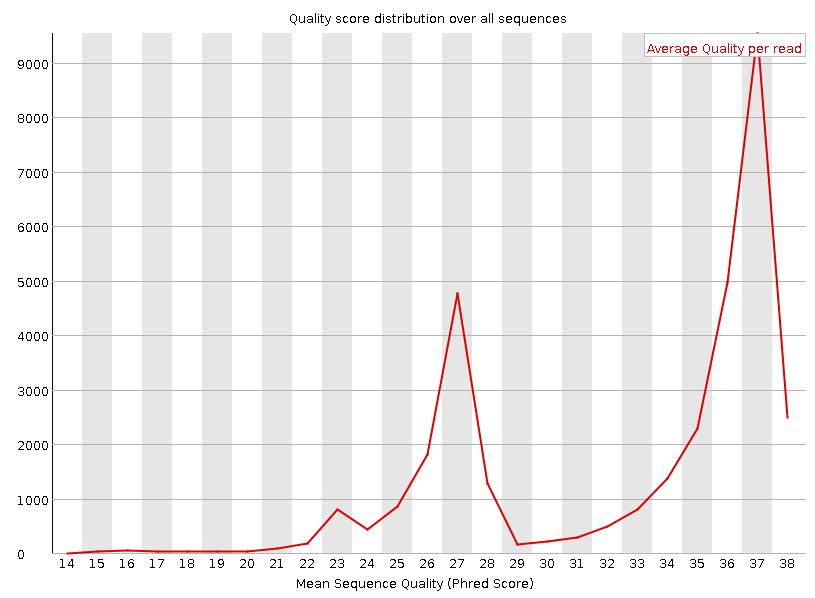 Quality score distribution over all sequences
Average Quality per read
9000
8000
7000
6000
5000
4000
3000
2000
1000
0
14 15 16 17 18 19 20 21 22 23 24 25 26 27 28 29 30 31 32 33 34 35 36 37 38
Mean Sequence Quality (Phred Score)